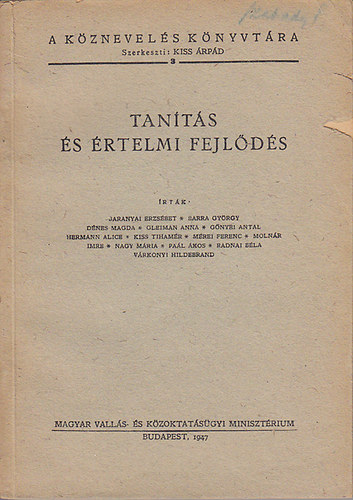 A KÖZNEVELÉS KÖNYVTÁRA
Szerkeszti: KISS ÁRPÁD
3
TANÍTÁS
ÉS ÉRTELMI FEJLŐDÉS
ÍRTÁK:
JARANYAI ERZSÉBET * BARRA GYÖRGY
DÉNES MAGDA * GLEIMAN ANNA * GÖNYEI ANTAL
HERMANN ALICE * KISS TIHAMÉR * MÉREI FERENC * MOLNÁR
IMRE * NAGY MÁRIA * PAÁL ÁKOS * RADNAI BÉLA
VÁRKONYI HILDEBRAND
MAGYAR VALLÁS- ÉS KÖZOKTATÁSÜGYI MINISZTÉRIUM
BUDAPEST, 1947